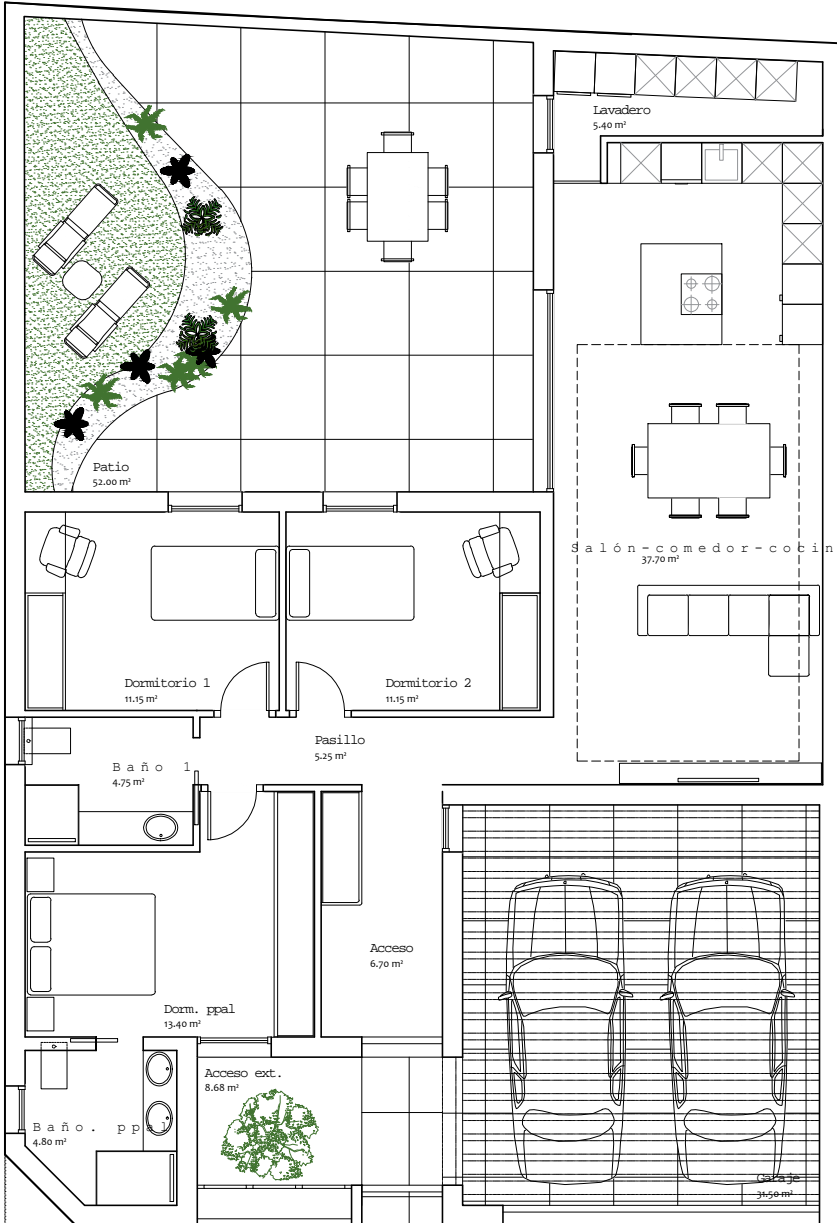 Lavadero
5.40 m²
Patio
52.00 m²
Salón-comedor-cocin
37.70 m²
Dormitorio 1
11.15 m²
Dormitorio 2
11.15 m²
Pasillo
5.25 m²
Baño 1
4.75 m²
Acceso
6.70 m²
Dorm. ppal
13.40 m²
Acceso ext.
8.68 m²
Baño. ppal
4.80 m²
Garaje
31.50 m²